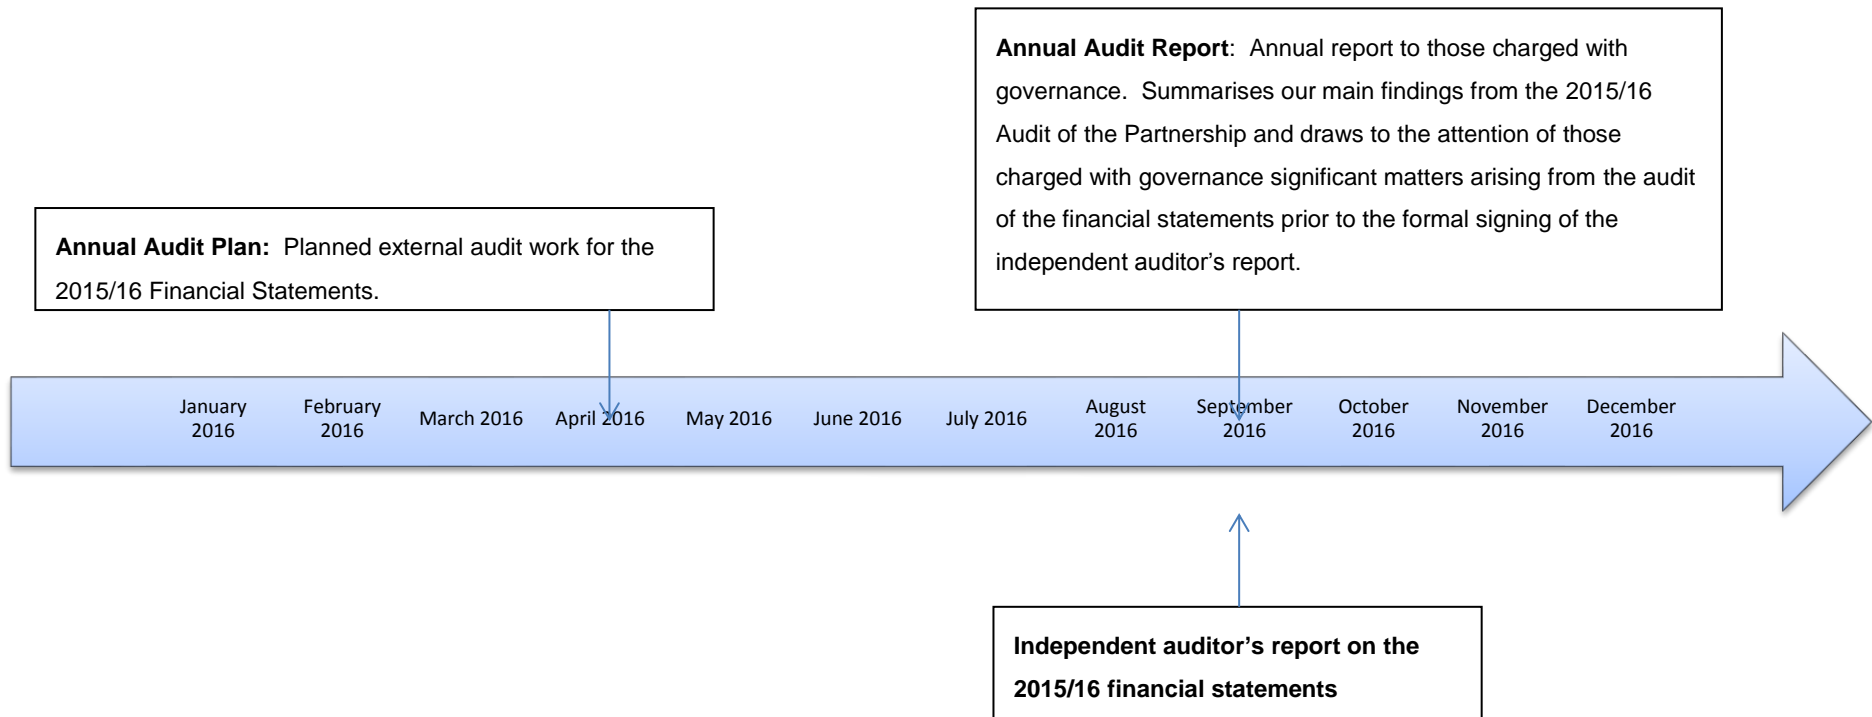 Annual Audit Report:  Annual report to those charged with
governance.  Summarises our main findings from the 2015/16
Audit of the Partnership and draws to the attention of those
charged with governance significant matters arising from the audit
of the financial statements prior to the formal signing of the
independent auditor’s report.
Annual Audit Plan:  Planned external audit work for the
2015/16 Financial Statements.
January
2016
February
2016
March 2016
April 2016
May 2016
June 2016
July 2016
August
2016
September
2016
October
2016
November
2016
December
2016
Independent auditor’s report on the
2015/16 financial statements